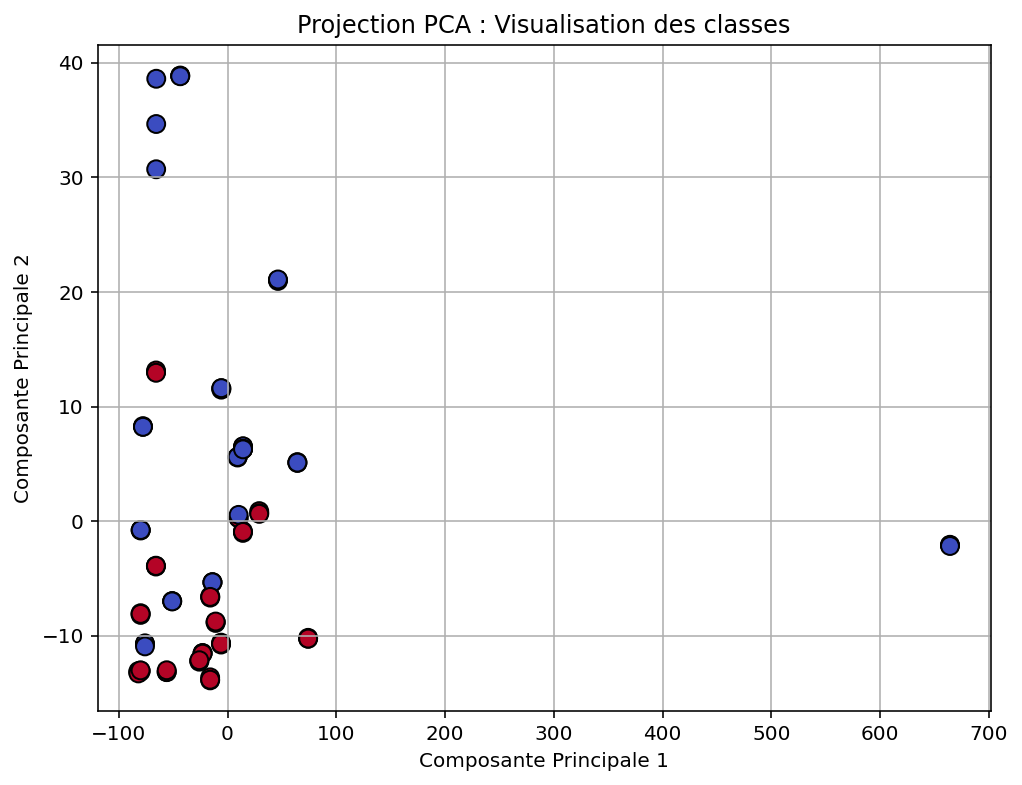 Projection PCA : Visualisation des classes
Composante Principale 2
40
30
20
10
0
−10
−100 0 100 200 300 400 500 600 700
Composante Principale 1